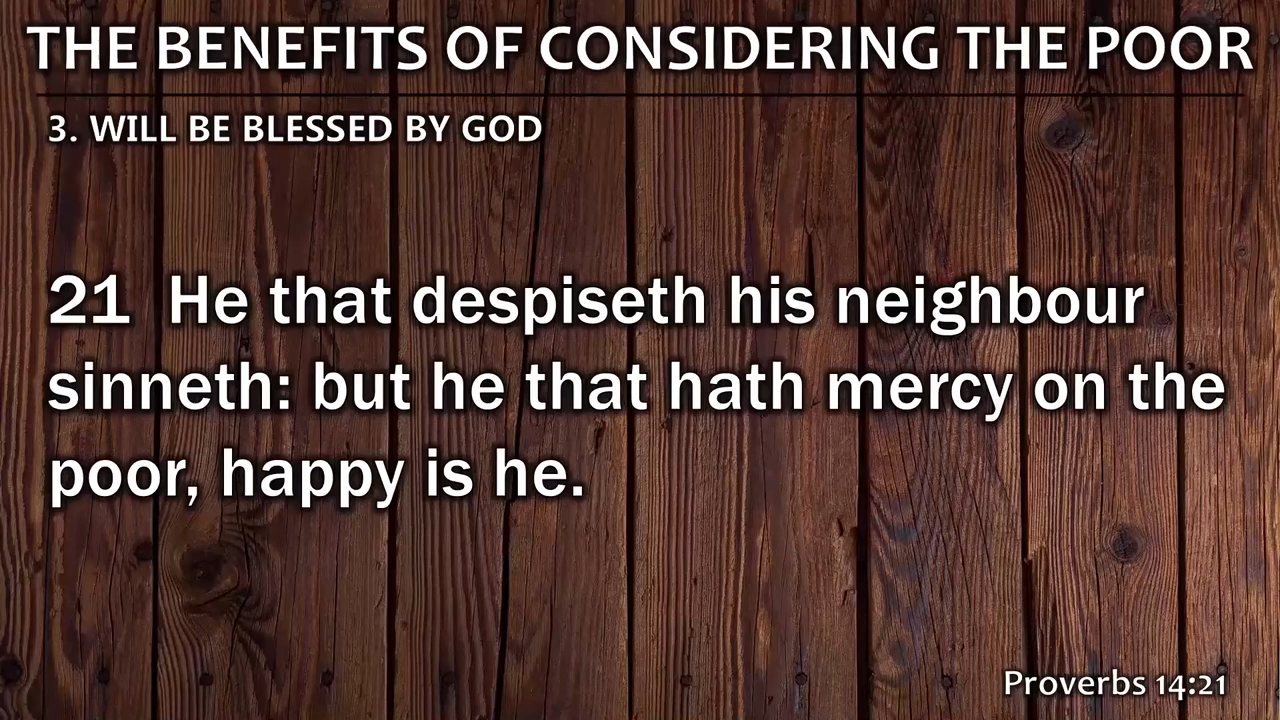 THE BENEFITS OF CONSIDERING THE POOR
3. WILL BE BLESSED BY GOD
21 He that despiseth his neighbour
sinneth: but he that hath mercy on the
poor, happy is he.
Proverbs 14:21